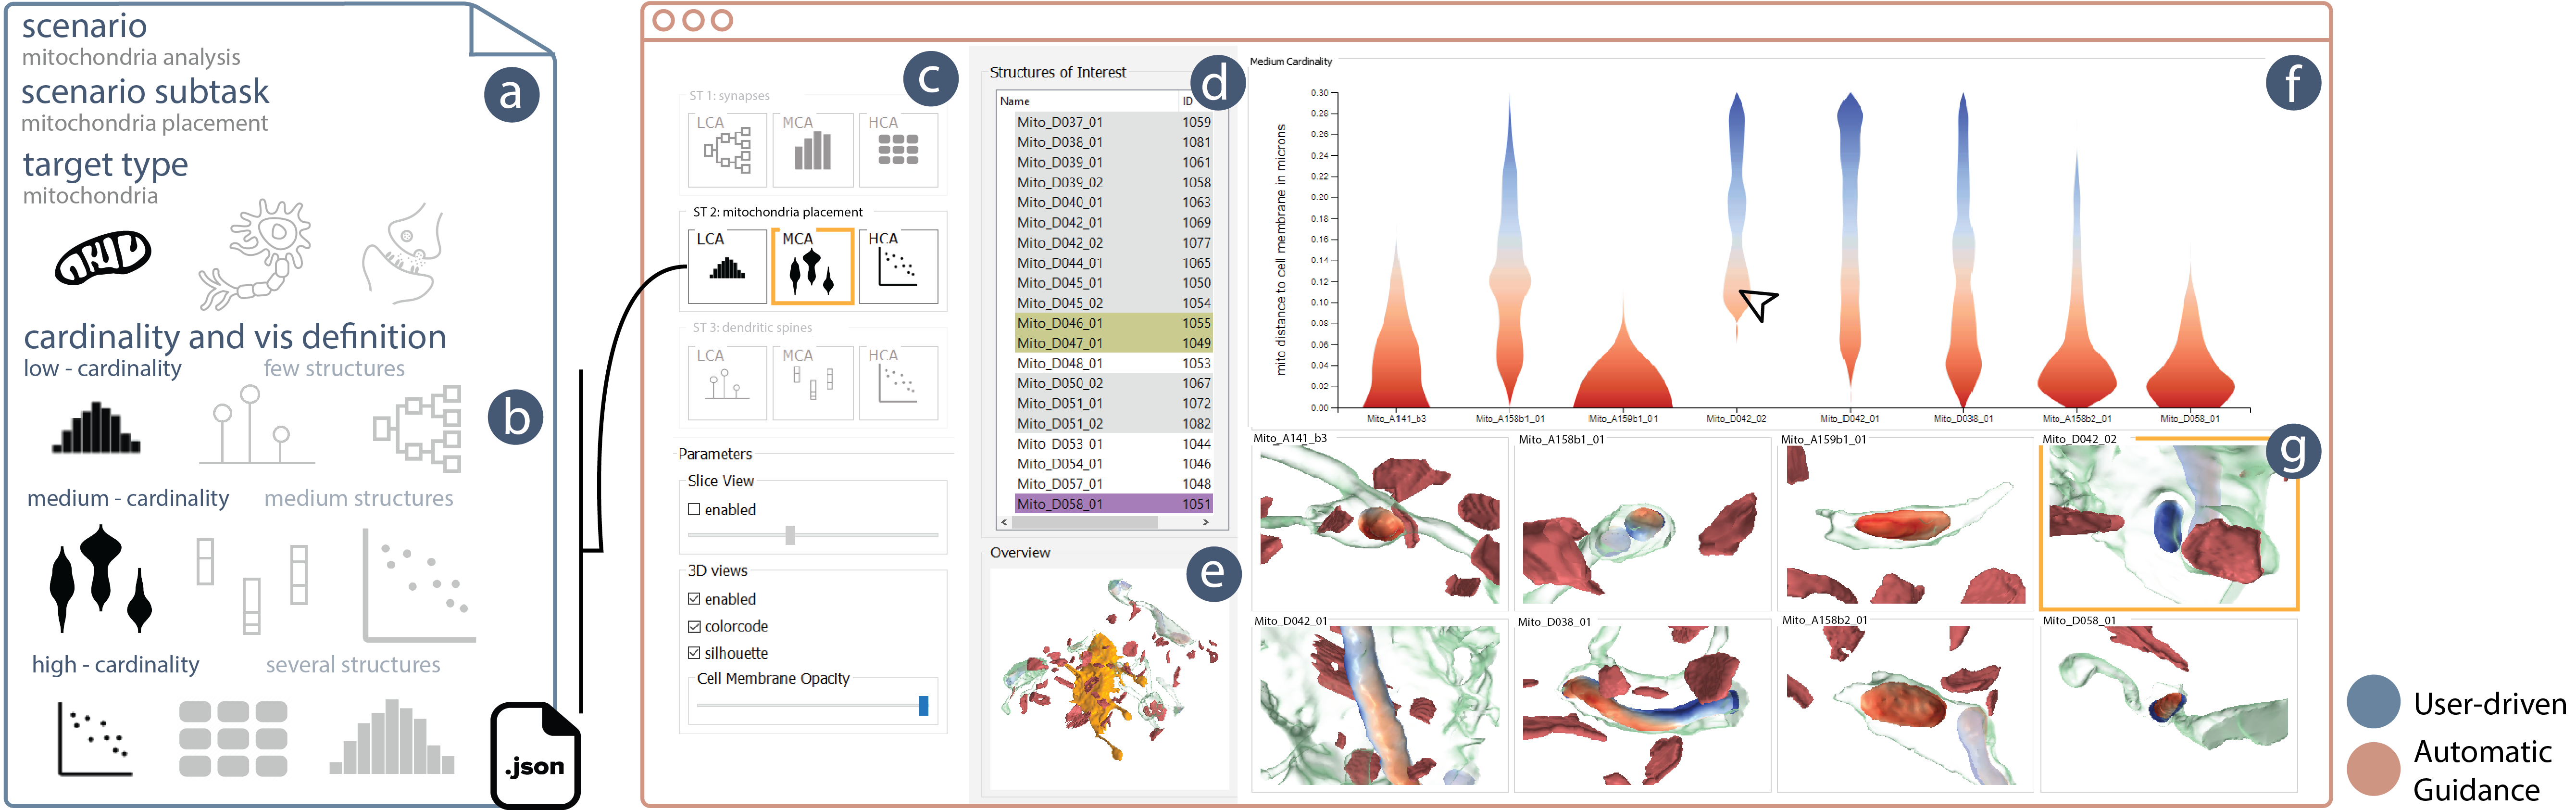 scenario
mitochondria analysis
scenario subtask
mitochondria placement
target type
mitochondria
a
cardinality and vis definition
low - cardinality few structures
b
medium - cardinality medium structures
high - cardinality several structures
.json
c
ST 1: synapses
LCA MCA HCA
ST 2: mitochondria placement
LCA MCA HCA
ST 3: dendritic spines
LCA MCA HCA
Parameters
Slice View
enabled
3D views
enabled
colorcode
silhouette
Cell Membrane Opacity
d
Structures of Interest
Name ID
Mito_D037_01 1059
Mito_D038_01 1081
Mito_D039_01 1061
Mito_D039_02 1058
Mito_D040_01 1063
Mito_D042_01 1069
Mito_D042_02 1077
Mito_D044_01 1065
Mito_D045_01 1050
Mito_D045_02 1054
Mito_D046_01 1055
Mito_D047_01 1049
Mito_D048_01 1053
Mito_D050_02 1067
Mito_D051_01 1072
Mito_D051_02 1082
Mito_D053_01 1044
Mito_D054_01 1046
Mito_D057_01 1048
Mito_D058_01 1051
Overview
e
Medium Cardinality
f
mito distance to cell membrane in microns
0.30
0.28
0.26
0.24
0.22
0.20
0.18
0.16
0.14
0.12
0.10
0.08
0.06
0.04
0.02
0.00
Mito_A141_b3 Mito_A158b1_01 Mito_A159b1_01 Mito_D042_02 Mito_D042_01 Mito_D038_01 Mito_A158b2_01 Mito_D058_01
g
Mito_A141_b3 Mito_A158b1_01 Mito_A159b1_01 Mito_D042_02
Mito_D042_01 Mito_D038_01 Mito_A158b2_01 Mito_D058_01
User-driven
Automatic
Guidance